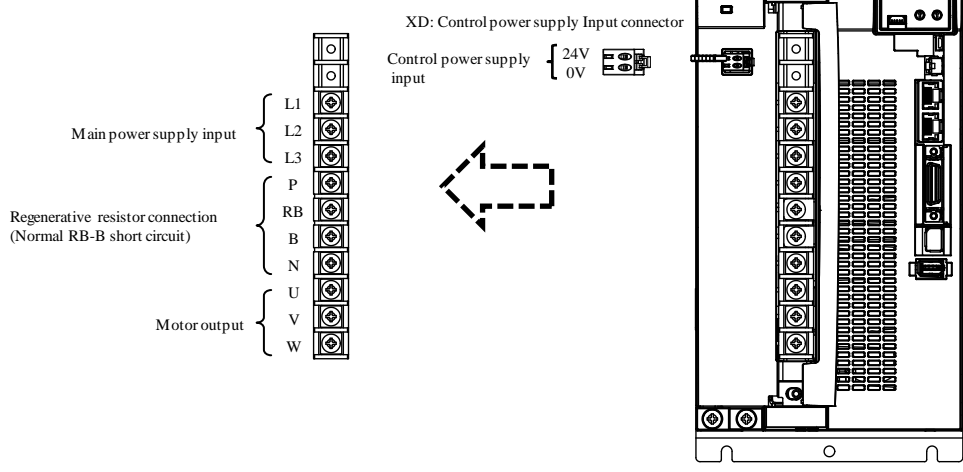 XD: Control power supply Input connector
Control power supply
input
24V
0V
Main power supply input
L1
L2
L3
Regenerative resistor connection
(Normal RB-B short circuit)
P
RB
B
N
Motor output
U
V
W